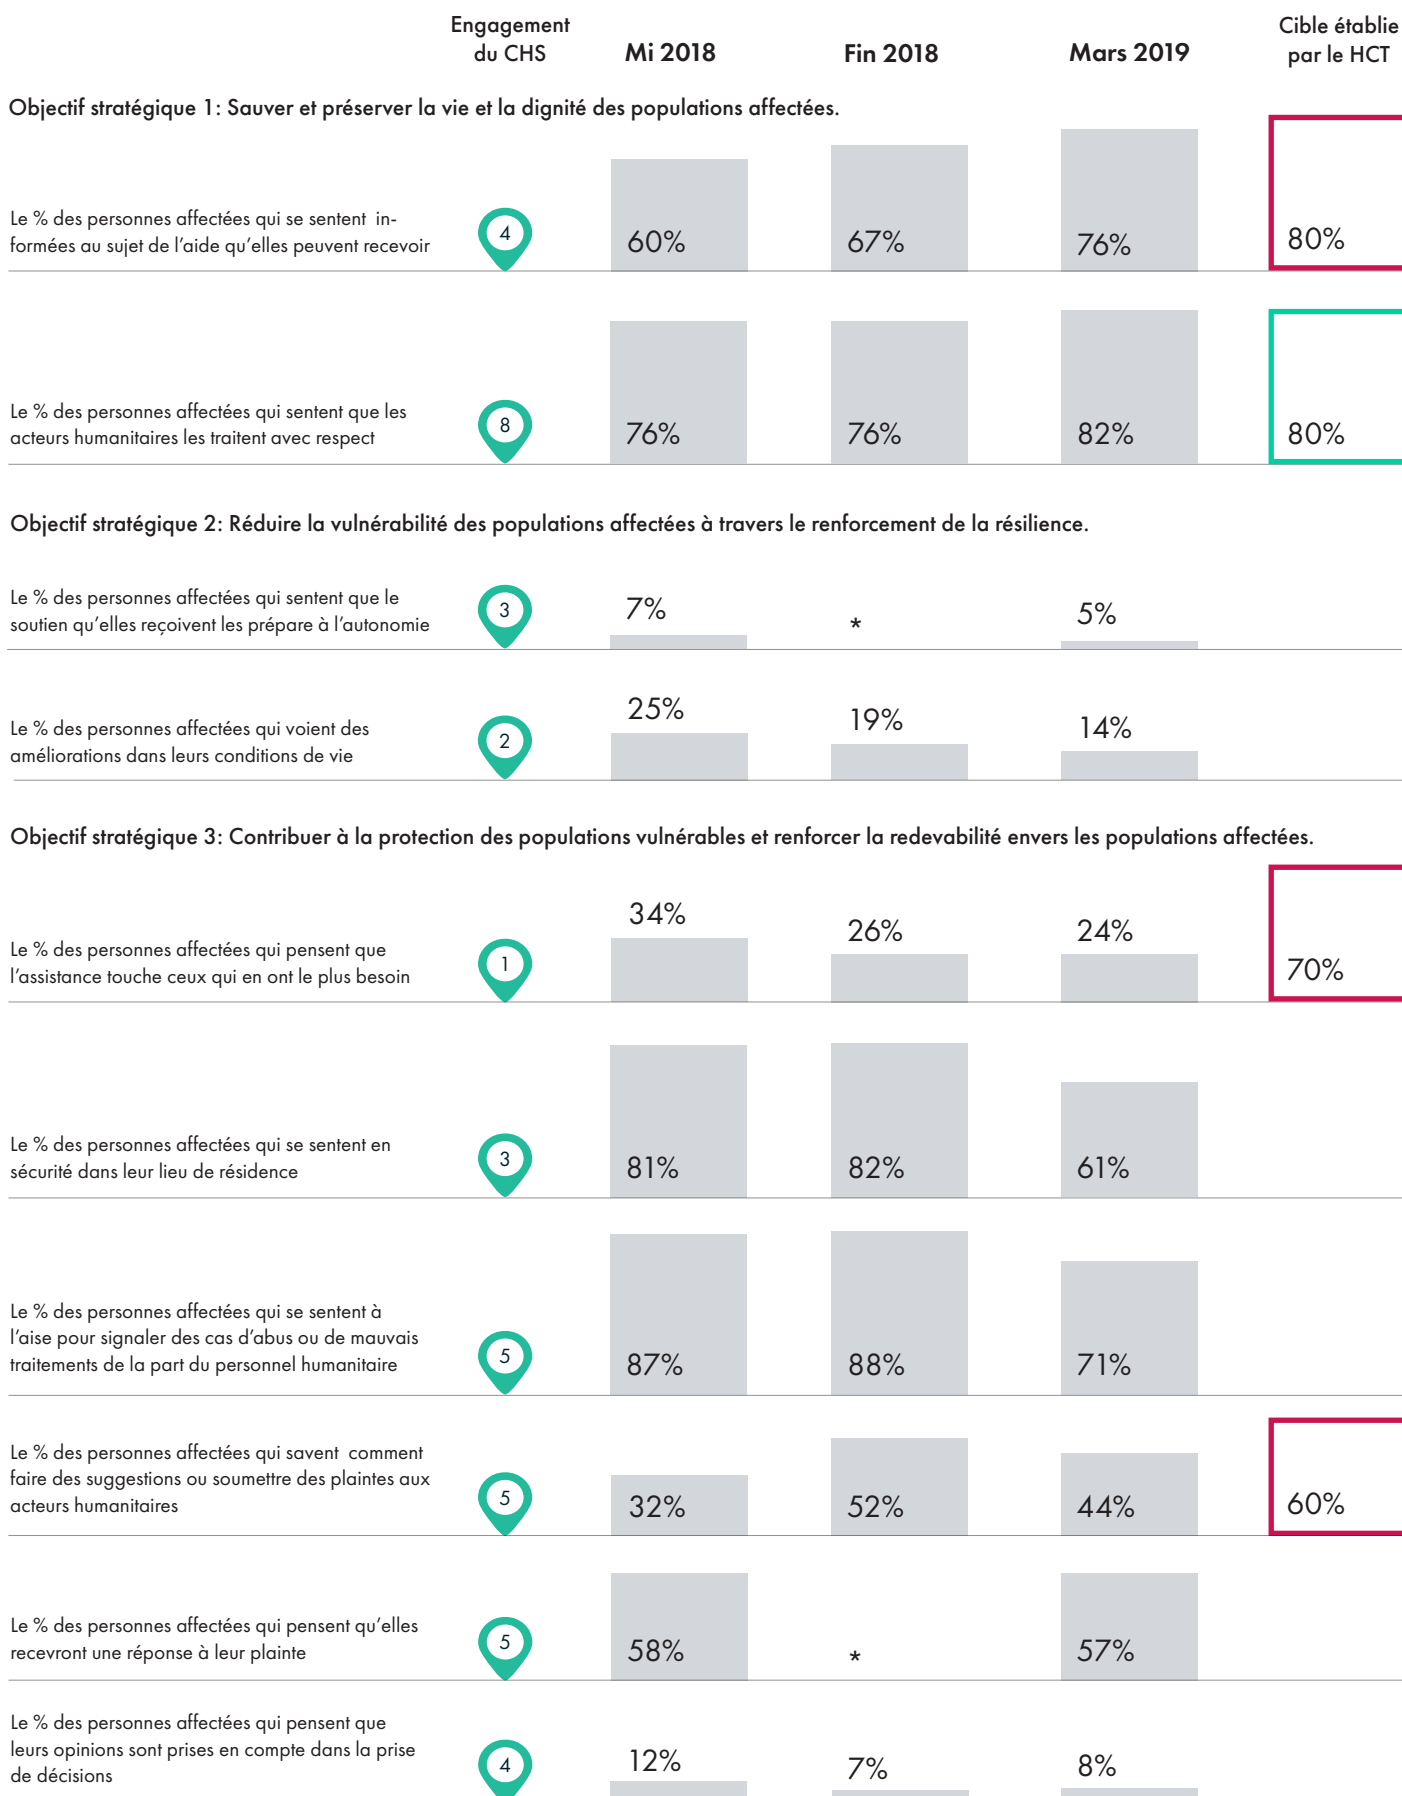 Engagement
du CHS
Mi 2018
Fin 2018
Mars 2019
Cible établie
par le HCT
Objectif stratégique 1: Sauver et préserver la vie et la dignité des populations affectées.
Le % des personnes affectées qui se sentent in-
formées au sujet de l'aide qu'elles peuvent recevoir
4
60%
67%
76%
80%
Le % des personnes affectées qui sentent que les
acteurs humanitaires les traitent avec respect
8
76%
76%
82%
80%
Objectif stratégique 2: Réduire la vulnérabilité des populations affectées à travers le renforcement de la résilience.
Le % des personnes affectées qui sentent que le
soutien qu'elles reçoivent les prépare à l'autonomie
3
7%
*
5%
Le % des personnes affectées qui voient des
améliorations dans leurs conditions de vie
2
25%
19%
14%
Objectif stratégique 3: Contribuer à la protection des populations vulnérables et renforcer la redevabilité envers les populations affectées.
Le % des personnes affectées qui pensent que
l'assistance touche ceux qui en ont le plus besoin
1
34%
26%
24%
70%
Le % des personnes affectées qui se sentent en
sécurité dans leur lieu de résidence
3
81%
82%
61%
Le % des personnes affectées qui se sentent à
l'aise pour signaler des cas d'abus ou de mauvais
traitements de la part du personnel humanitaire
5
87%
88%
71%
Le % des personnes affectées qui savent comment
faire des suggestions ou soumettre des plaintes aux
acteurs humanitaires
5
32%
52%
44%
60%
Le % des personnes affectées qui pensent qu'elles
recevront une réponse à leur plainte
5
58%
*
57%
Le % des personnes affectées qui pensent que
leurs opinions sont prises en compte dans la prise
de décisions
4
12%
7%
8%